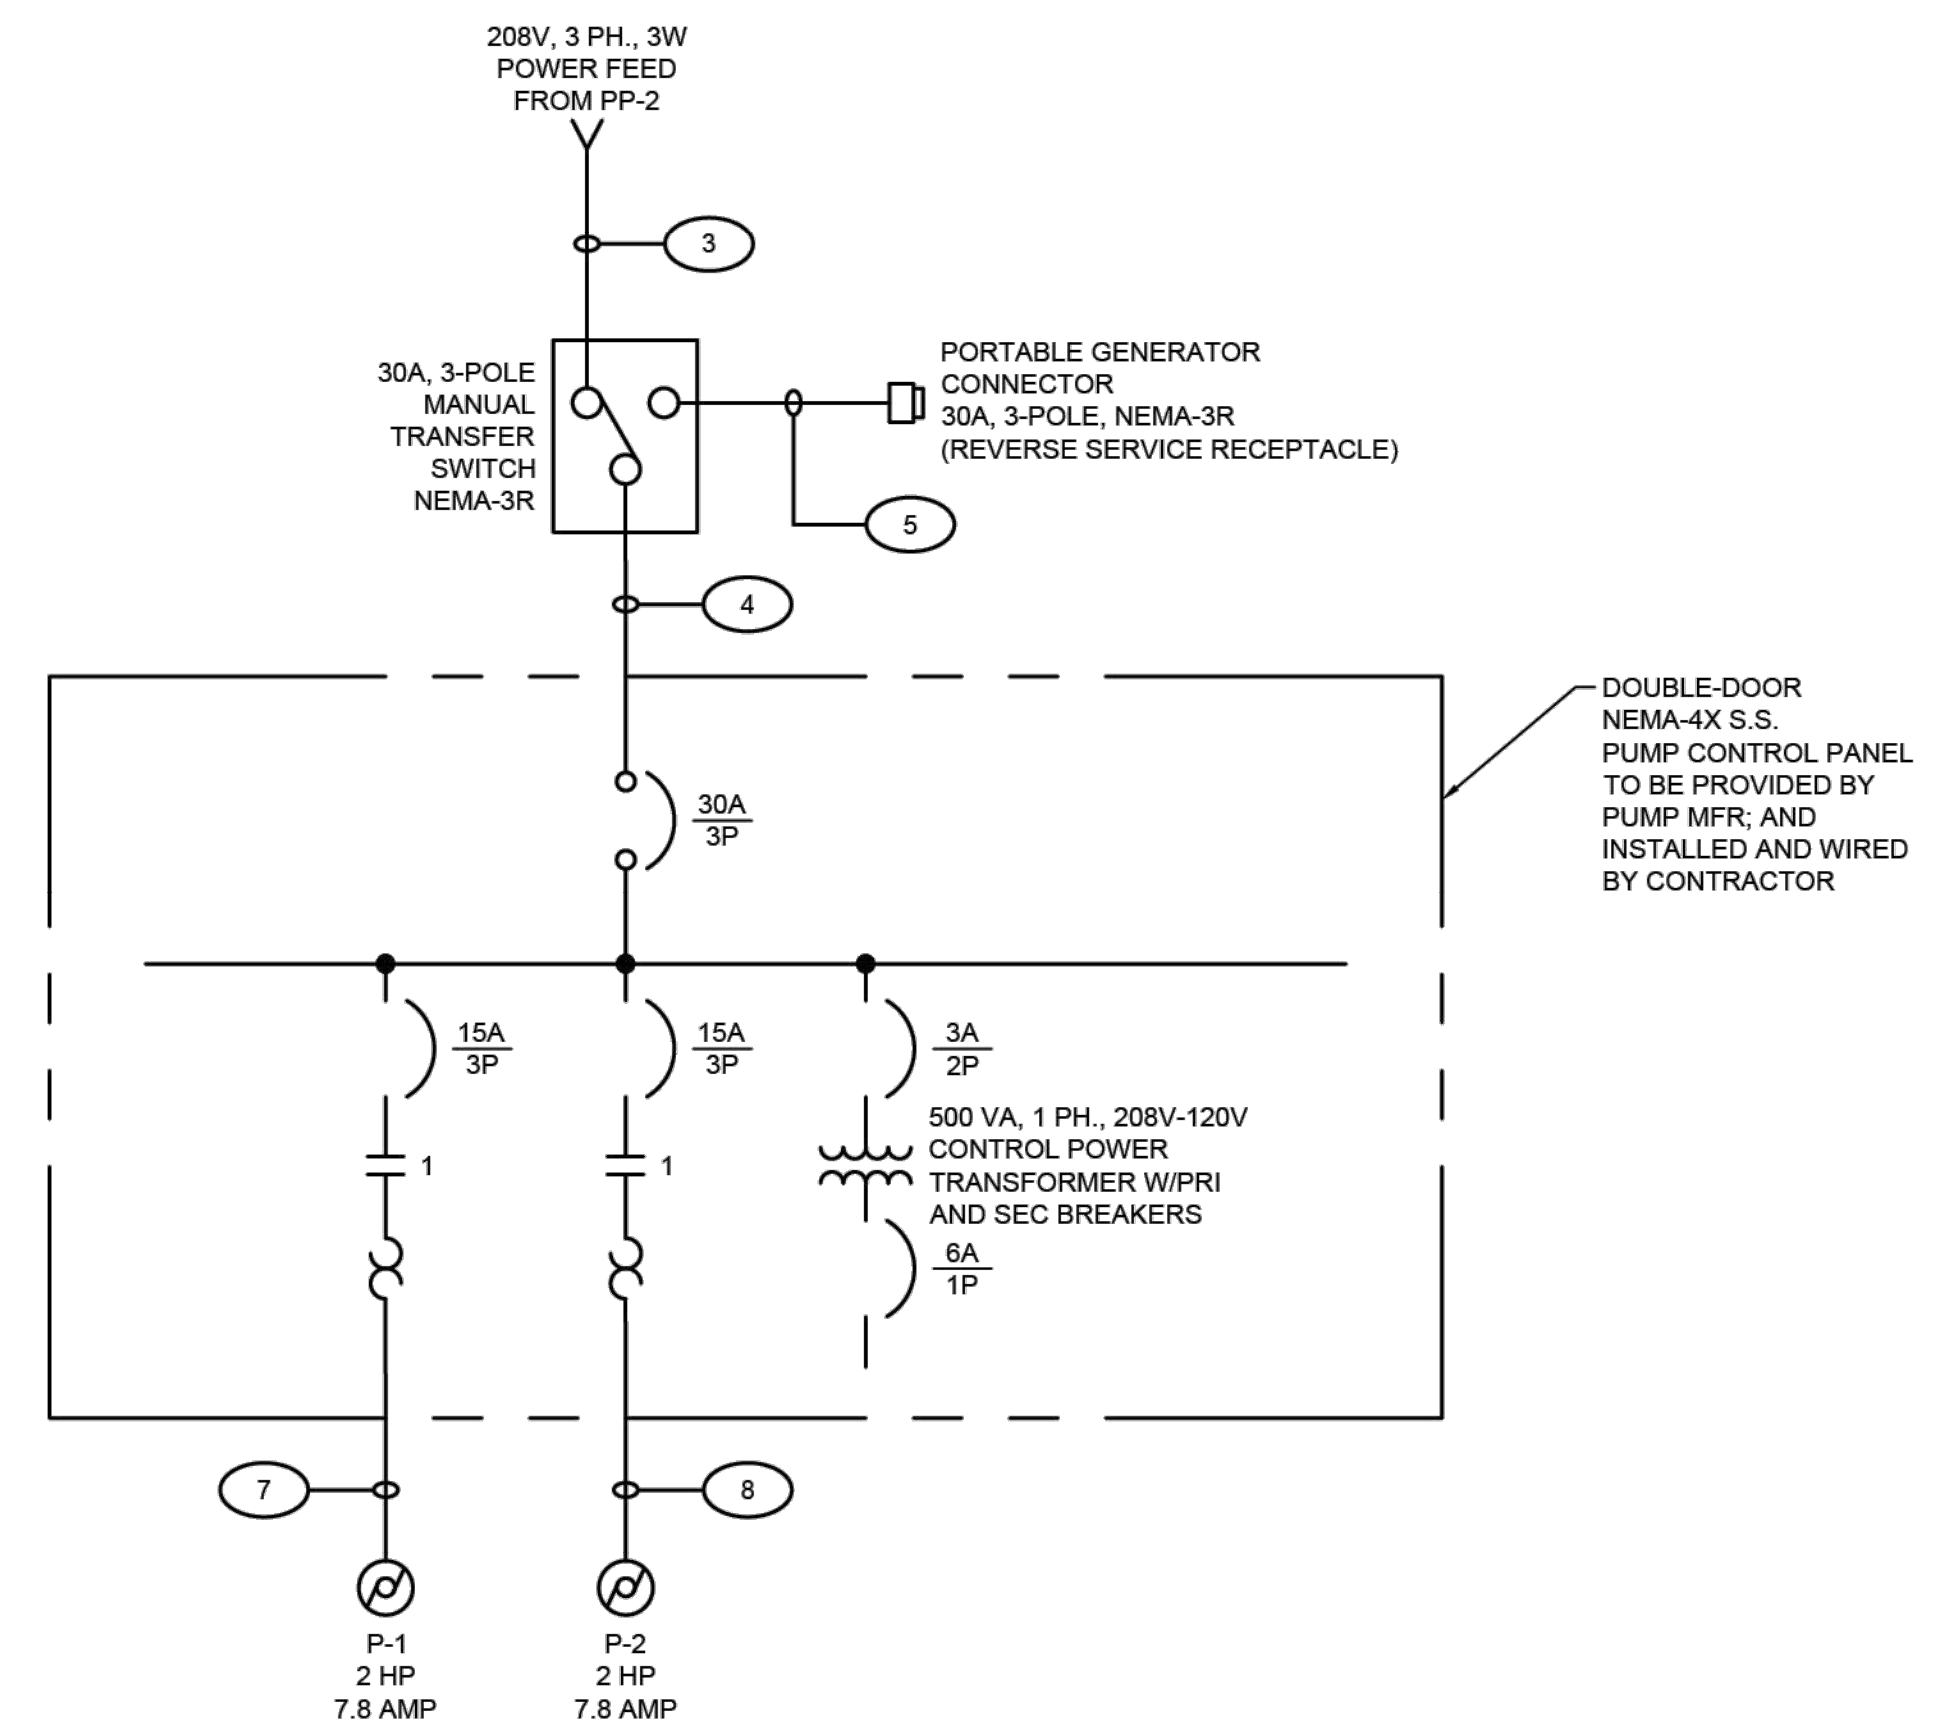 208V, 3 PH., 3W
POWER FEED
FROM PP-2
3
30A, 3-POLE
MANUAL
TRANSFER
SWITCH
NEMA-3R
PORTABLE GENERATOR
CONNECTOR
30A, 3-POLE, NEMA-3R
(REVERSE SERVICE RECEPTACLE)
5
4
DOUBLE-DOOR
NEMA-4X S.S.
PUMP CONTROL PANEL
TO BE PROVIDED BY
PUMP MFR; AND
INSTALLED AND WIRED
BY CONTRACTOR
30A
3P
15A
3P
15A
3P
3A
2P
500 VA, 1 PH., 208V-120V
CONTROL POWER
TRANSFORMER W/PRI
AND SEC BREAKERS
1
1
6A
1P
7
8
P-1
2 HP
7.8 AMP
P-2
2 HP
7.8 AMP